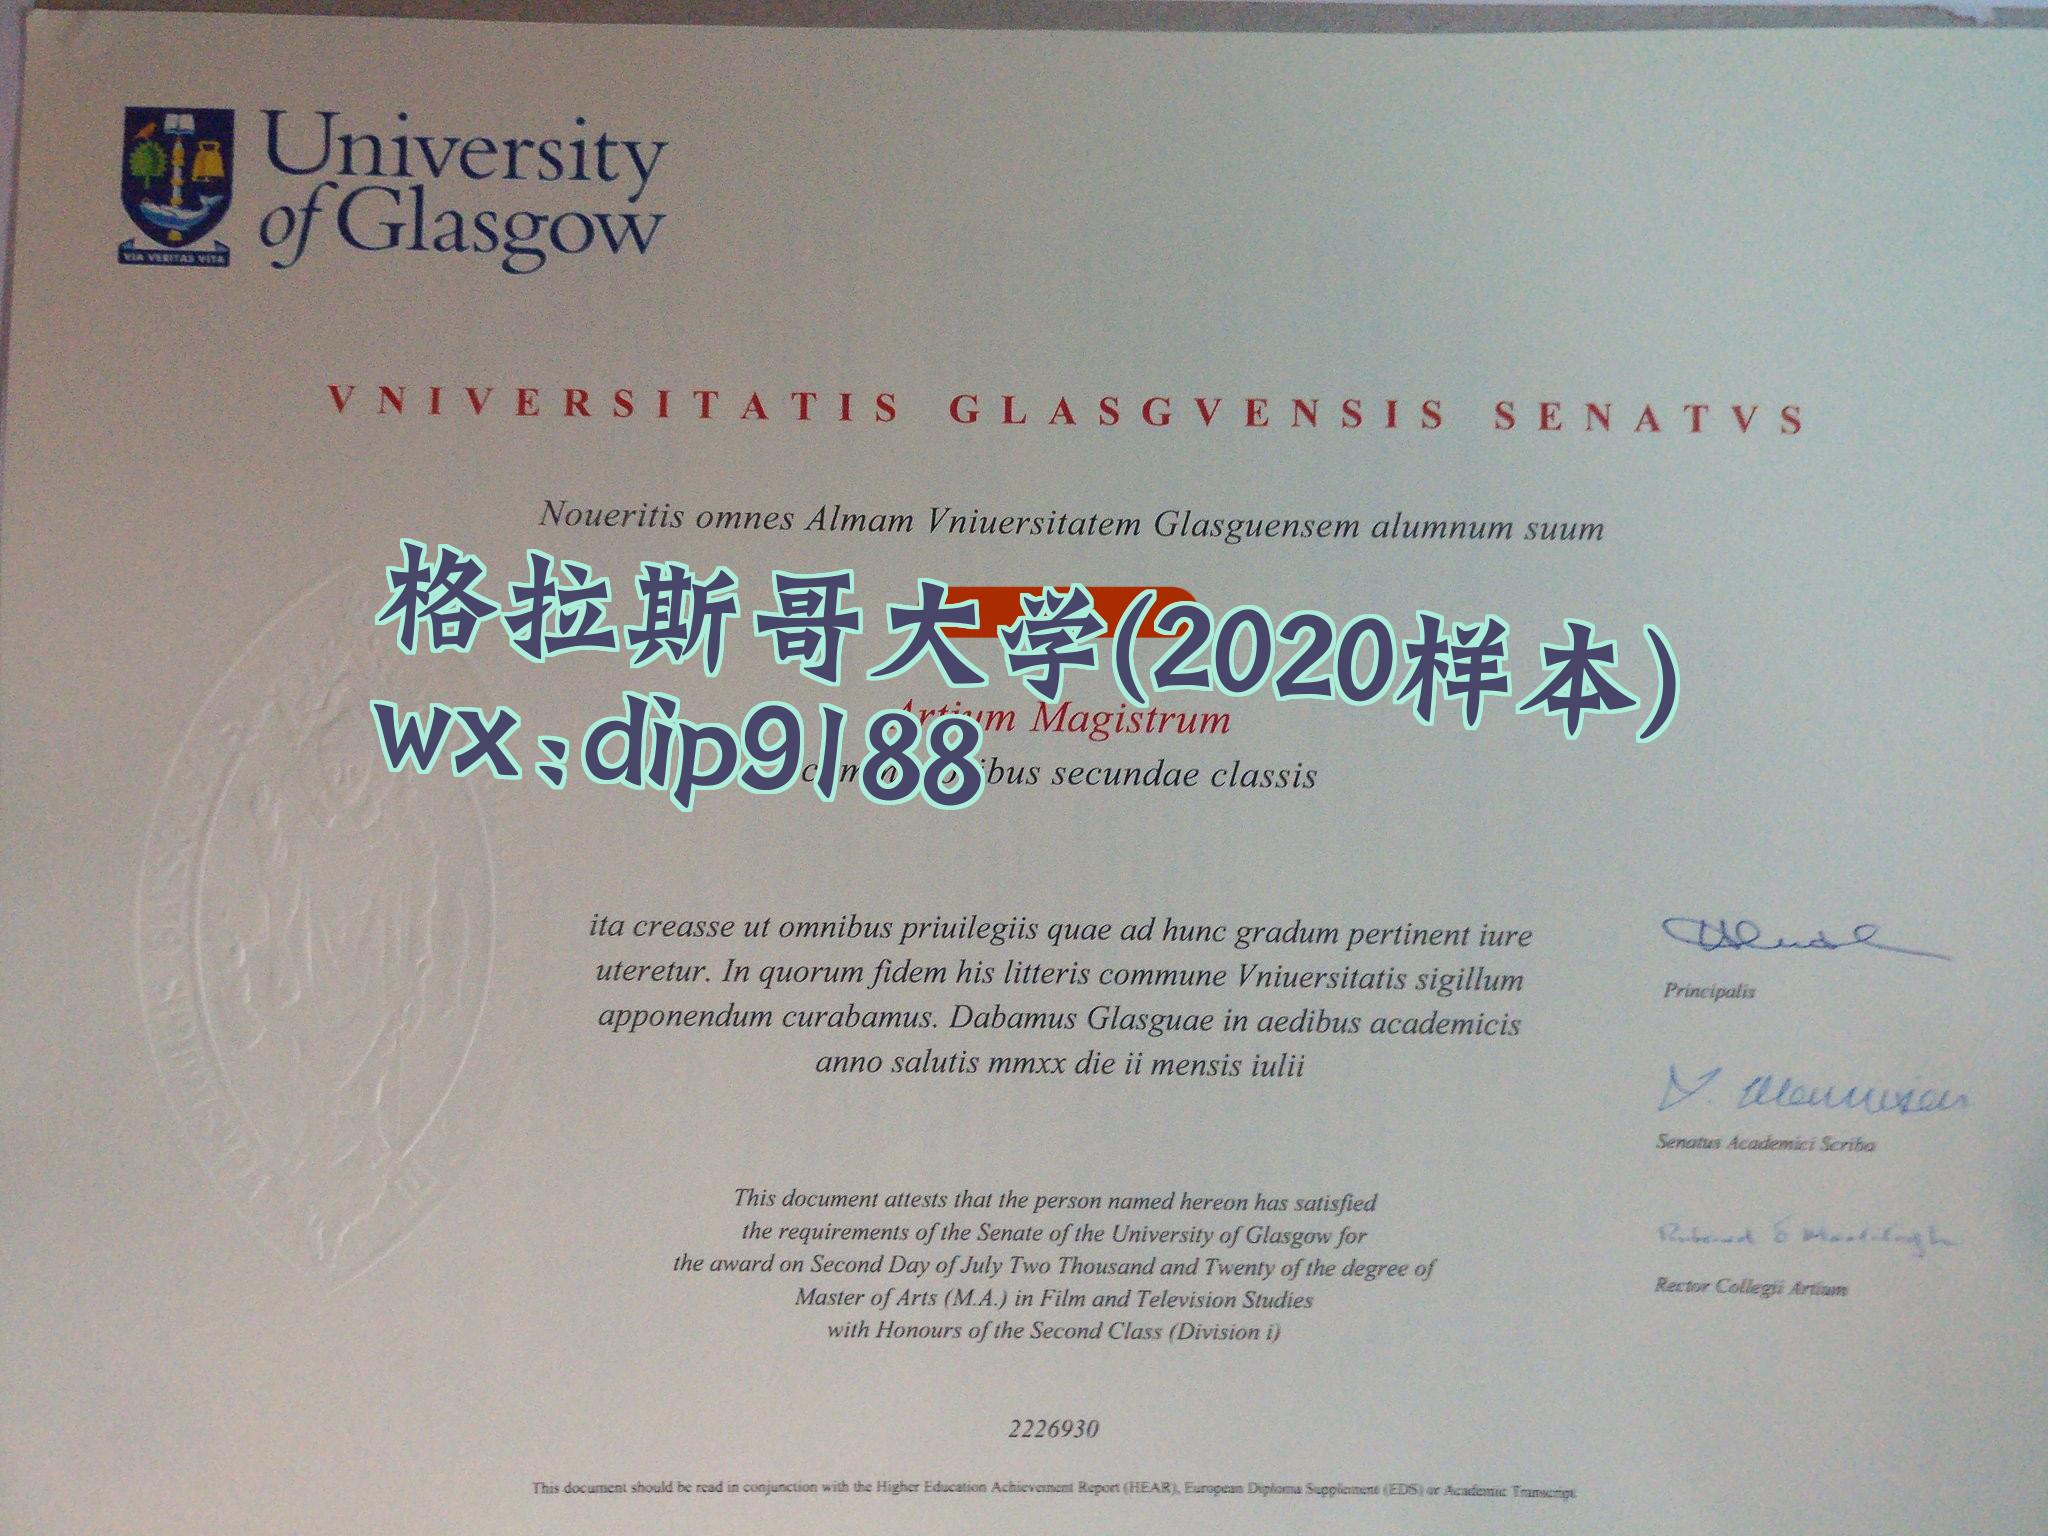 University
of Glasgow
VIA VERITAS VITA
VNIVERSITATIS GLASGVENSIS SENATVS
Noueritis omnes Almam Vniuersitatem Glasguensem alumnum suum
格拉斯哥大学(2020样本)
Artium Magistrum
wx:dip9188
ibus secundae classis
ita creasse ut omnibus priuilegiis quae ad hunc gradum pertinent iure
uteretur. In quorum fidem his litteris commune Vniuersitatis sigillum
apponendum curabamus. Dabamus Glasguae in aedibus academicis
anno salutis mmxx die ii mensis iulii
Principalis
Senatus Academici Scriba
Rector Collegii Artium
This document attests that the person named hereon has satisfied
the requirements of the Senate of the University of Glasgow for
the award on Second Day of July Two Thousand and Twenty of the degree of
Master of Arts (M.A.) in Film and Television Studies
with Honours of the Second Class (Division i)
2226930
This document should be read in conjunction with the Higher Education Achievement Report (HEAR), European Diploma Supplement (EDS) or Academic Transcript.